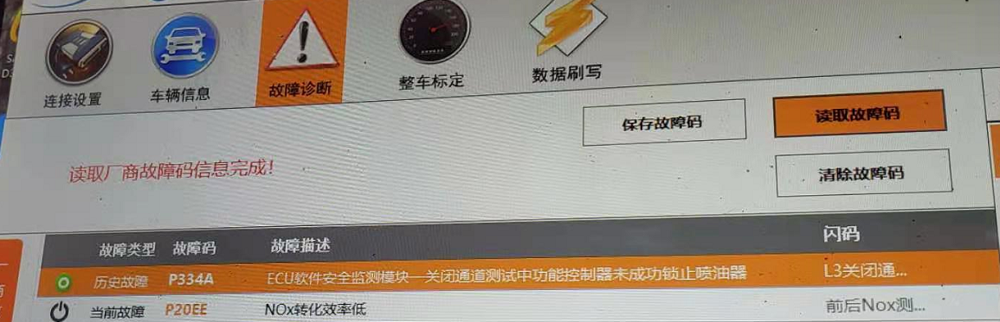 连接设置
车辆信息
故障诊断
整车标定
数据刷写
保存故障码
读取故障码
读取厂商故障码信息完成!
清除故障码
故障类型 故障码 故障描述 闪码
历史故障 P334A ECU软件安全监测模块—关闭通道测试中功能控制器未成功锁止喷油器 L3关闭通...
当前故障 P20EE NOx转化效率低 前后Nox测...